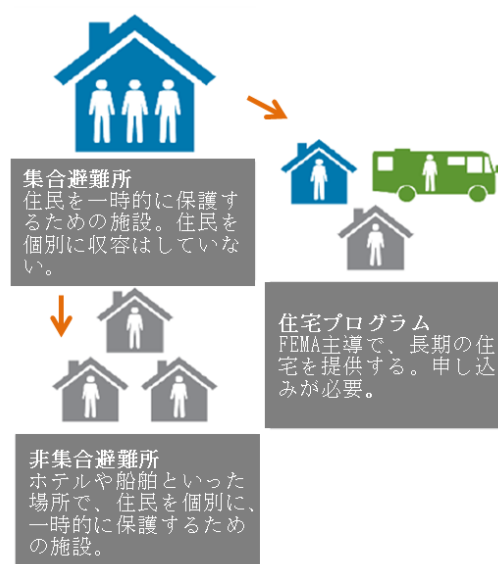 集合避難所
住民を一時的に保護す
るための施設。住民を
個別に収容はしていな
い。
住宅プログラム
FEMA主導で、長期の住
宅を提供する。申し込
みが必要。
非集合避難所
ホテルや船舶といった
場所で、住民を個別に、
一時的に保護するため
の施設。